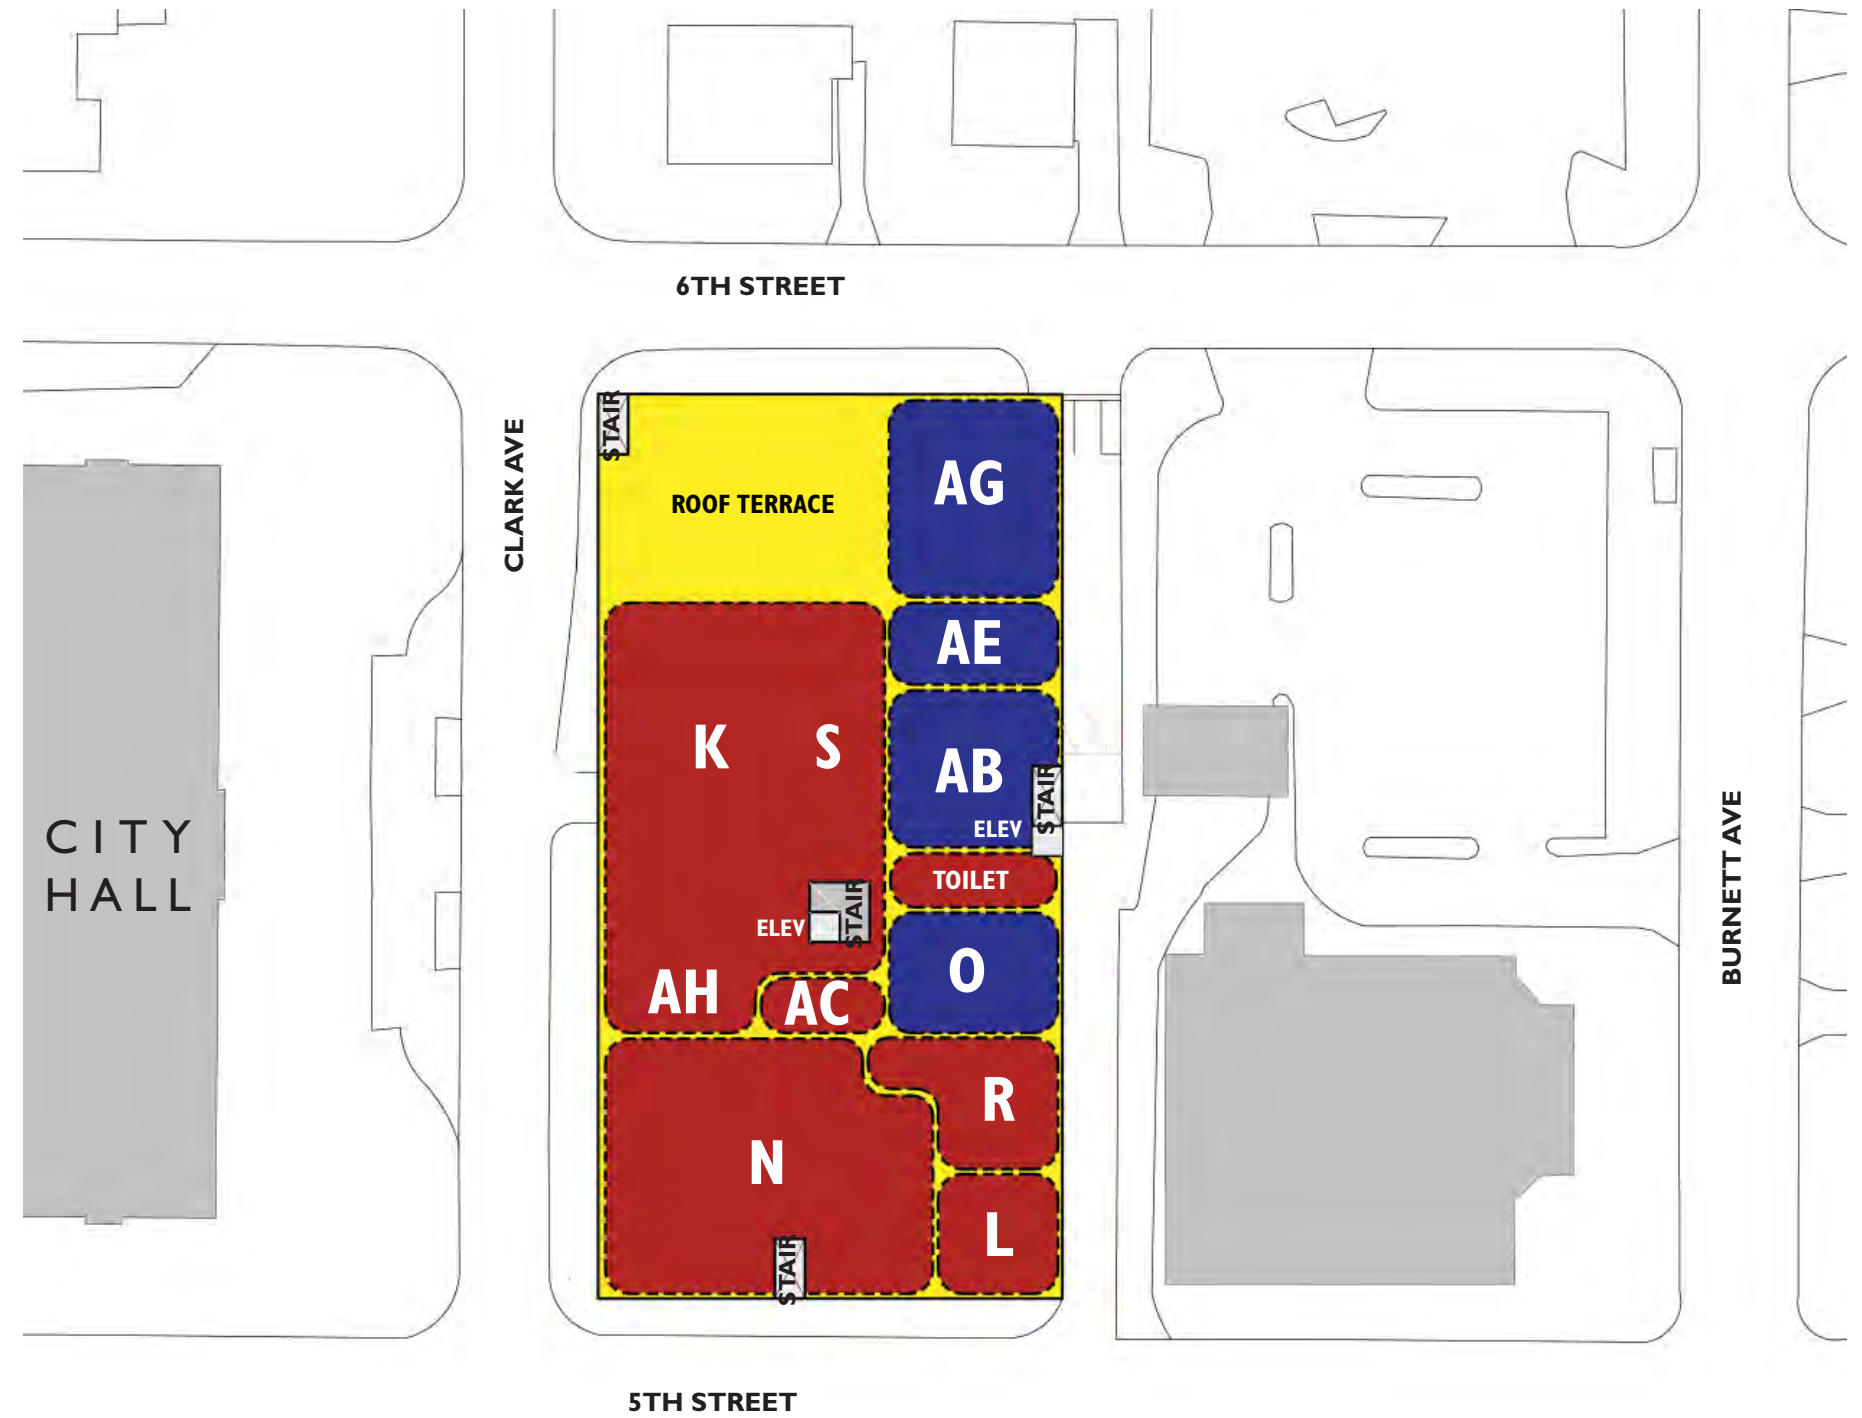 6TH STREET
CLARK AVE
STAIR
ROOF TERRACE
AG
AE
K
S
AB
STAIR
ELEV
CITY
HALL
TOILET
STAIR
ELEV
BURNETT AVE
O
AH
AC
R
N
L
STAIR
5TH STREET